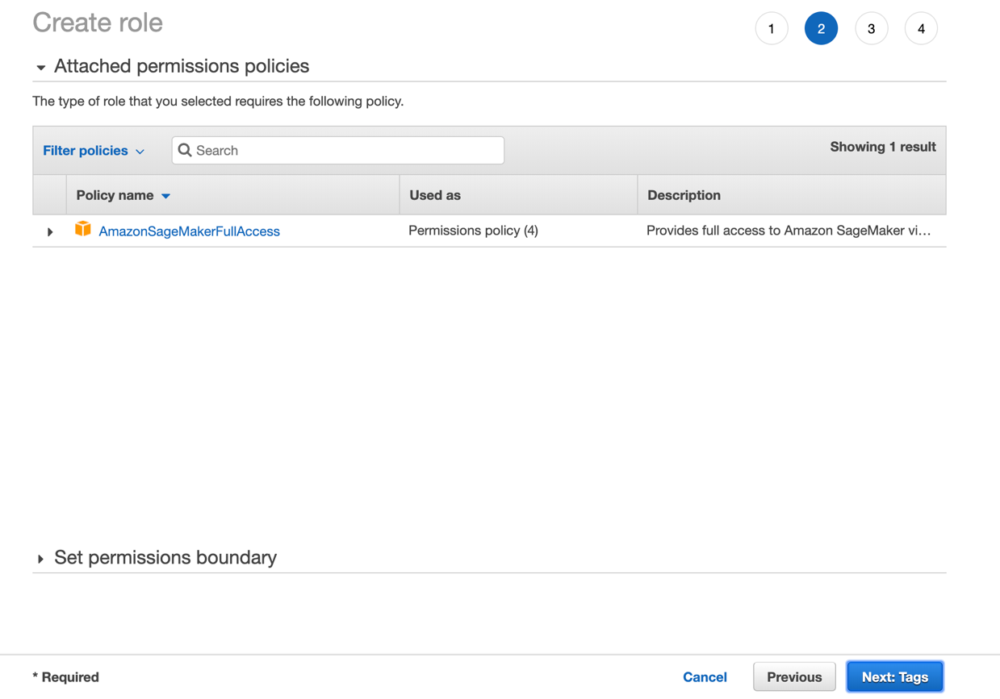 Create role
1 2 3 4
Attached permissions policies
The type of role that you selected requires the following policy.
Filter policies Search Showing 1 result
Policy name Used as Description
AmazonSageMakerFullAccess Permissions policy (4) Provides full access to Amazon SageMaker vi…
Set permissions boundary
* Required Cancel Previous Next: Tags